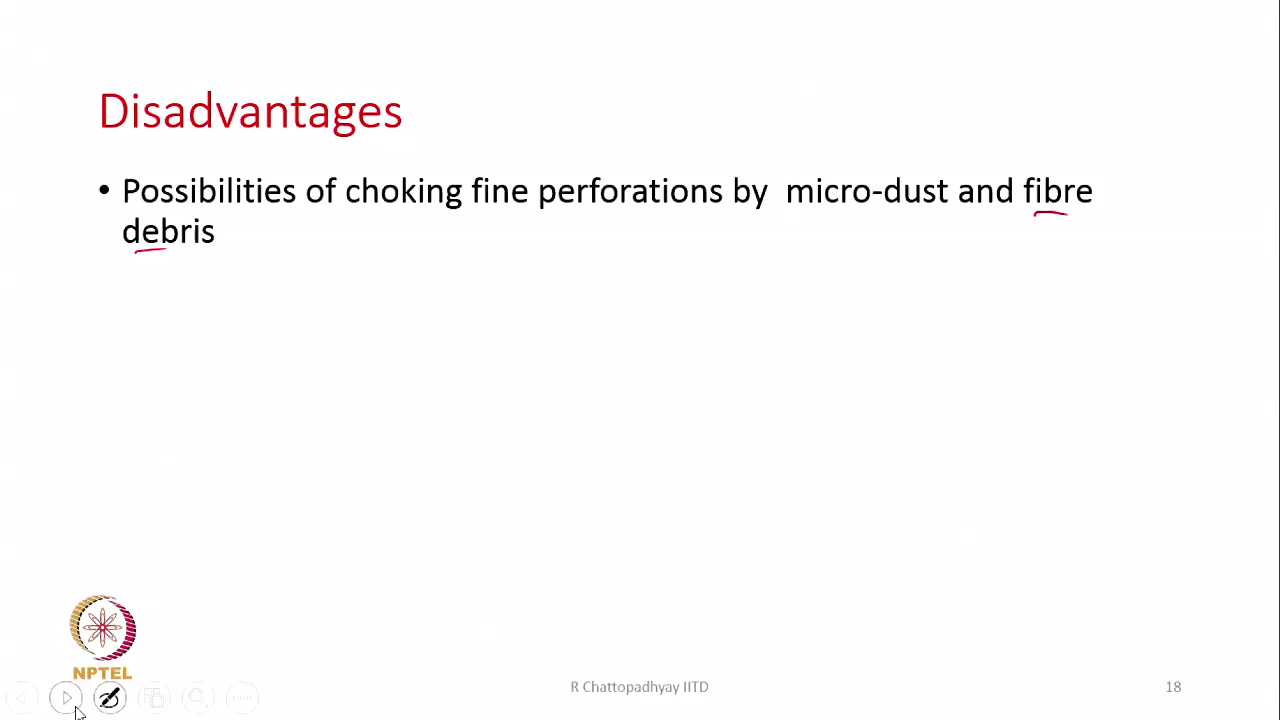 Disadvantages
• Possibilities of choking fine perforations by micro-dust and fibre
debris
NPTEL
R Chattopadhyay IITD
18